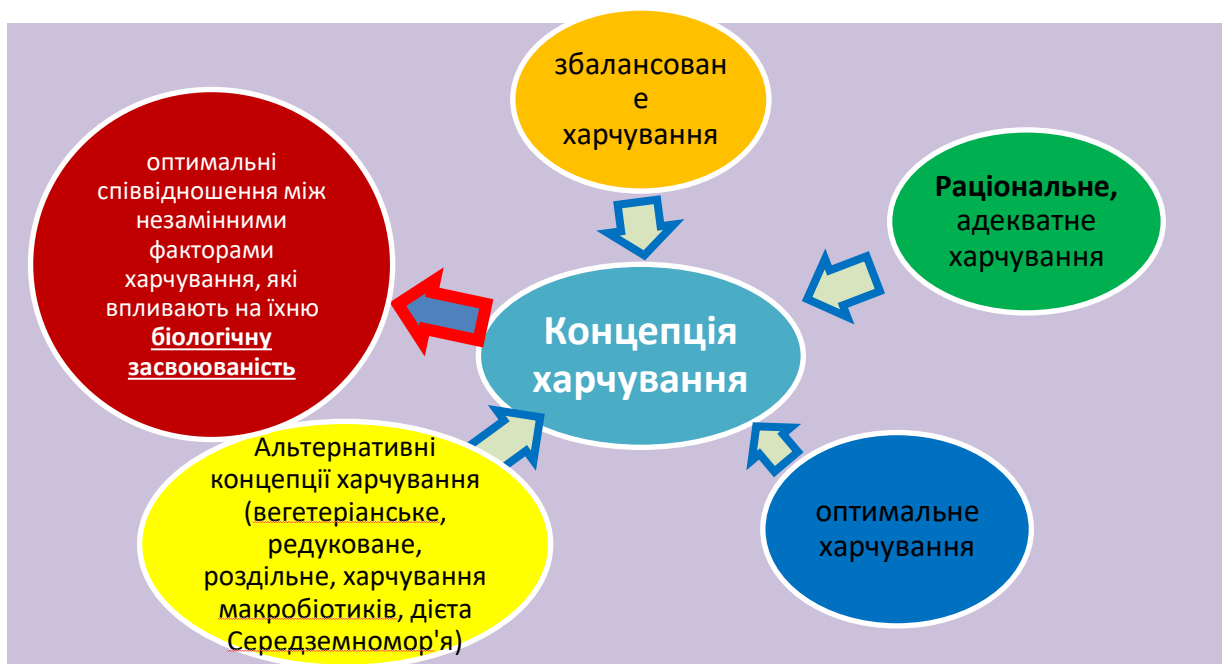 збалансован
е
харчування
оптимальні
співвідношення між
незамінними
факторами
харчування, які
впливають на їхню
біологічну
засвоюваність
Раціональне,
адекватне
харчування
Концепція
харчування
Альтернативні
концепції харчування
(вегетеріанське,
редуковане,
роздільне, харчування
макробіотиків, дієта
Середземномор'я)
оптимальне
харчування